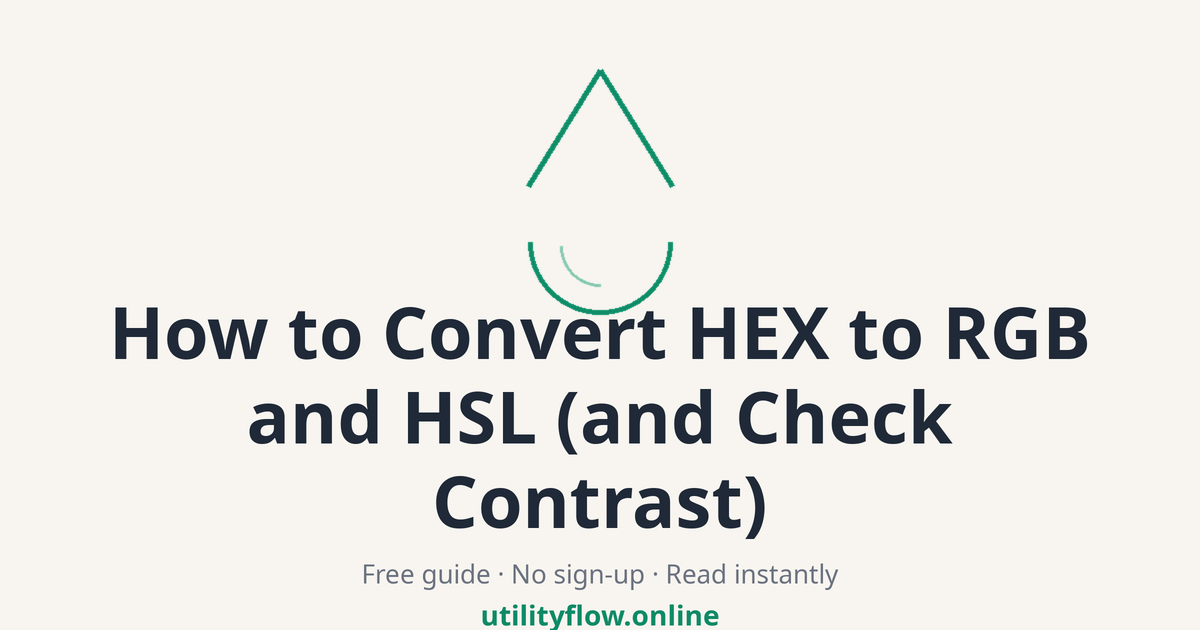 How to Convert HEX to RGB
and HSL (and Check
Contrast)
Free guide · No sign-up · Read instantly
utilityflow.online